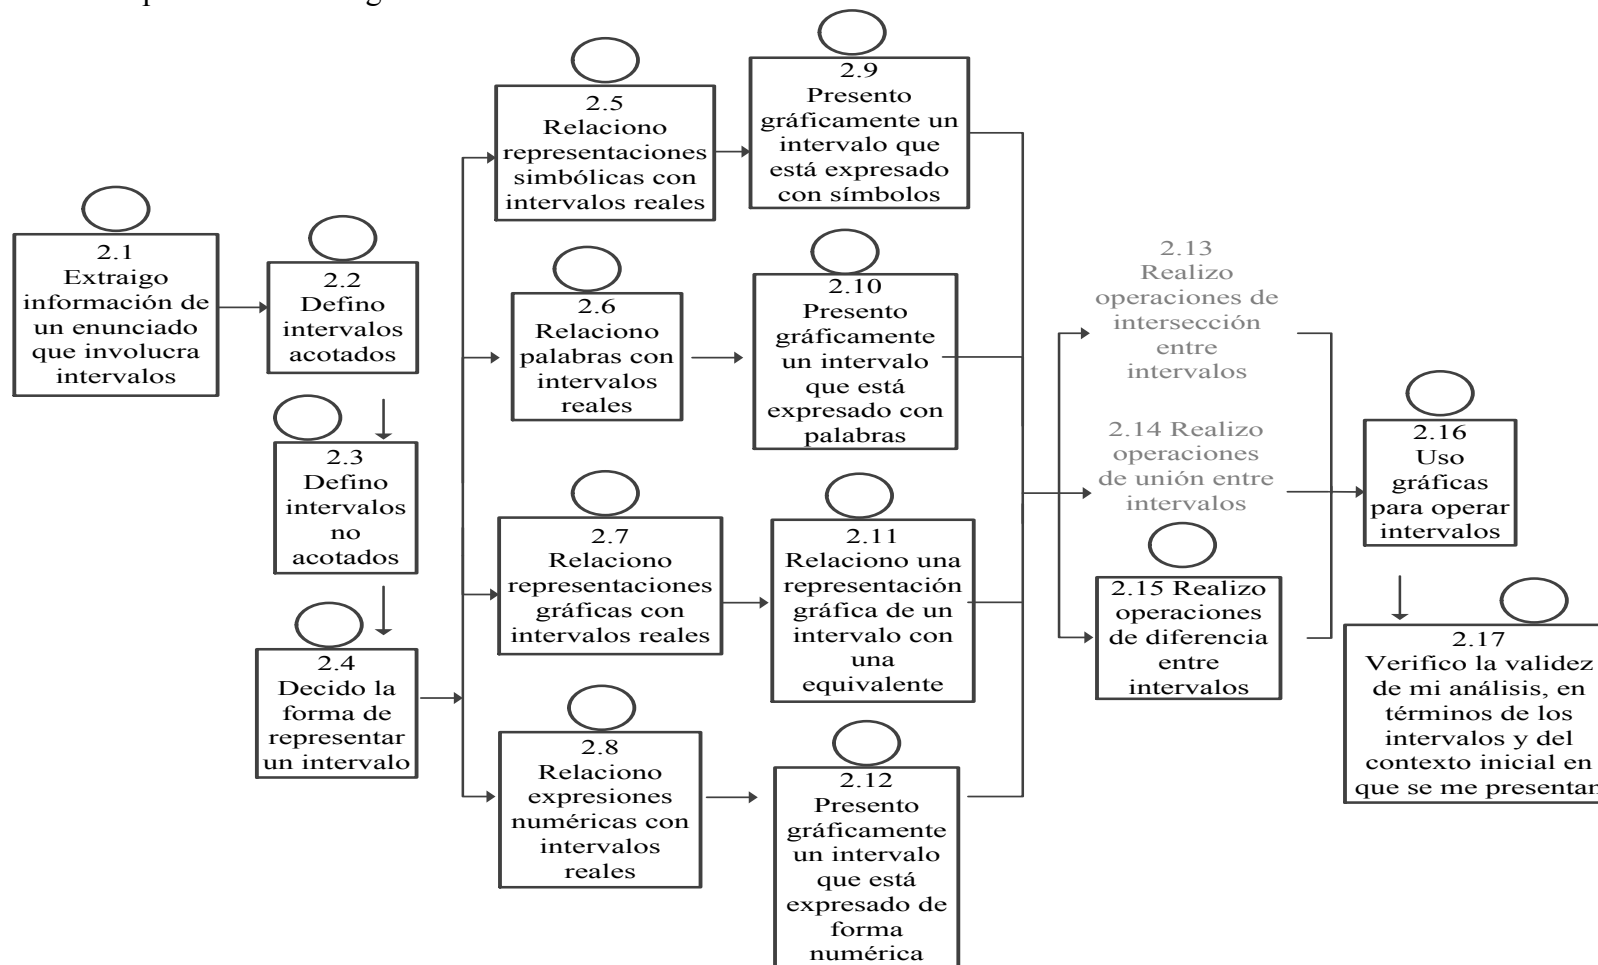 2.1
Extraigo
información de
un enunciado
que involucra
intervalos
2.2
Defino
intervalos
acotados
2.3
Defino
intervalos
no
acotados
2.4
Decido la
forma de
representar
un intervalo
2.5
Relaciono
representaciones
simbólicas con
intervalos reales
2.6
Relaciono
palabras con
intervalos
reales
2.7
Relaciono
representaciones
gráficas con
intervalos reales
2.8
Relaciono
expresiones
numéricas con
intervalos
reales
2.9
Presento
gráficamente un
intervalo que
está expresado
con símbolos
2.10
Presento
gráficamente
un intervalo
que está
expresado con
palabras
2.11
Relaciono una
representación
gráfica de un
intervalo con
una
equivalente
2.12
Presento
gráficamente
un intervalo
que está
expresado de
forma
numérica
2.13
Realizo
operaciones de
intersección
entre
intervalos
2.14 Realizo
operaciones
de unión entre
intervalos
2.15 Realizo
operaciones
de diferencia
entre
intervalos
2.16
Uso
gráficas
para operar
intervalos
2.17
Verifico la validez
de mi análisis, en
términos de los
intervalos y del
contexto inicial en
que se me presentan